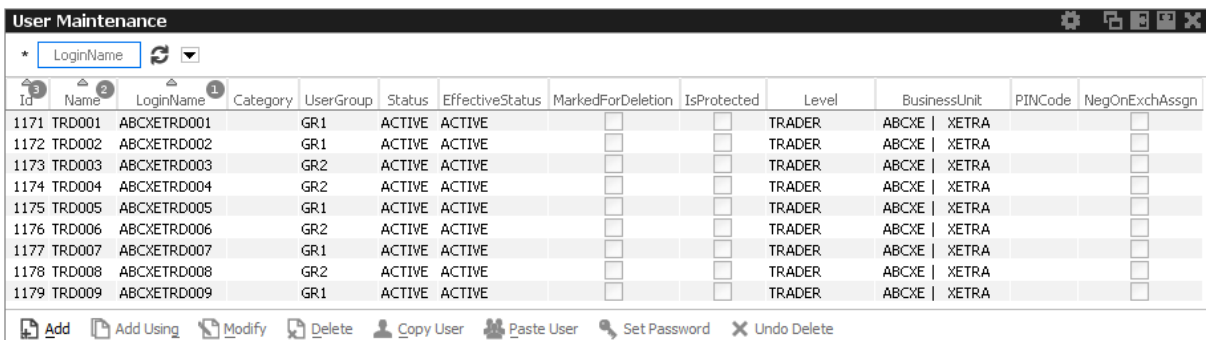 User Maintenance
* LoginName
Id 3 Name 2 LoginName 1 Category UserGroup Status EffectiveStatus MarkedForDeletion IsProtected Level BusinessUnit PINCode NegOnExchAssgn
1171 TRD001 ABCXETRD001 GR1 ACTIVE ACTIVE TRADER ABCXE | XETRA
1172 TRD002 ABCXETRD002 GR1 ACTIVE ACTIVE TRADER ABCXE | XETRA
1173 TRD003 ABCXETRD003 GR2 ACTIVE ACTIVE TRADER ABCXE | XETRA
1174 TRD004 ABCXETRD004 GR2 ACTIVE ACTIVE TRADER ABCXE | XETRA
1175 TRD005 ABCXETRD005 GR1 ACTIVE ACTIVE TRADER ABCXE | XETRA
1176 TRD006 ABCXETRD006 GR2 ACTIVE ACTIVE TRADER ABCXE | XETRA
1177 TRD007 ABCXETRD007 GR1 ACTIVE ACTIVE TRADER ABCXE | XETRA
1178 TRD008 ABCXETRD008 GR2 ACTIVE ACTIVE TRADER ABCXE | XETRA
1179 TRD009 ABCXETRD009 GR1 ACTIVE ACTIVE TRADER ABCXE | XETRA
Add Add Using Modify Delete Copy User Paste User Set Password Undo Delete